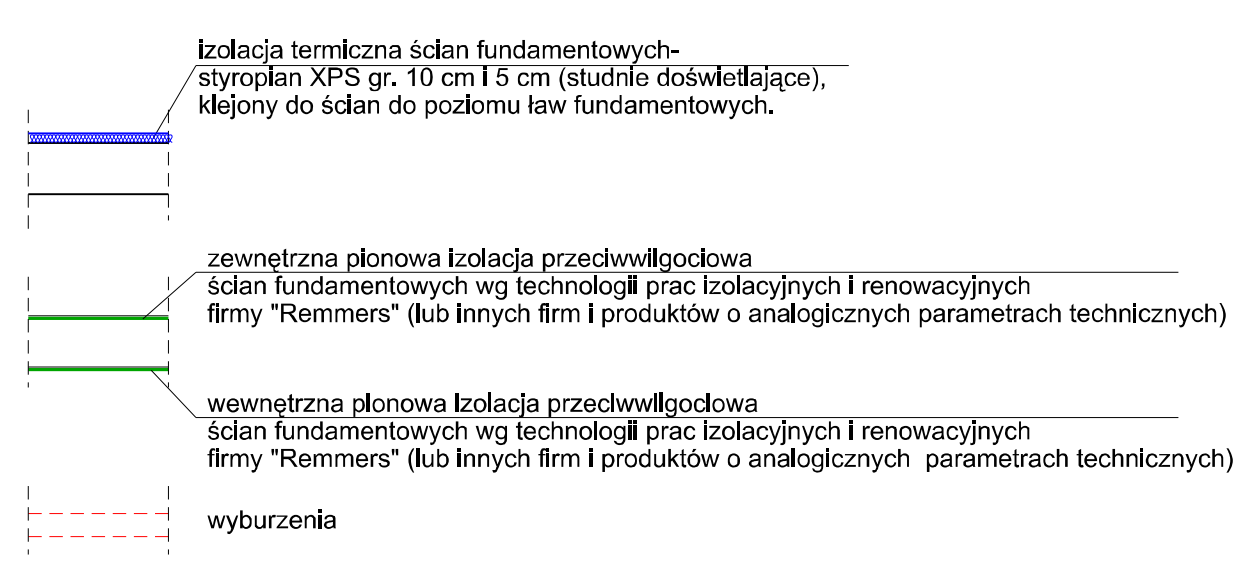 izolacja termiczna ścian fundamentowych-
styropian XPS gr. 10 cm i 5 cm (studnie doświetlające),
klejony do ścian do poziomu ław fundamentowych.
zewnętrzna pionowa izolacja przeciwwilgociowa
ścian fundamentowych wg technologii prac izolacyjnych i renowacyjnych
firmy "Remmers" (lub innych firm i produktów o analogicznych parametrach technicznych)
wewnętrzna pionowa izolacja przeciwwilgociowa
ścian fundamentowych wg technologii prac izolacyjnych i renowacyjnych
firmy "Remmers" (lub innych firm i produktów o analogicznych parametrach technicznych)
wyburzenia